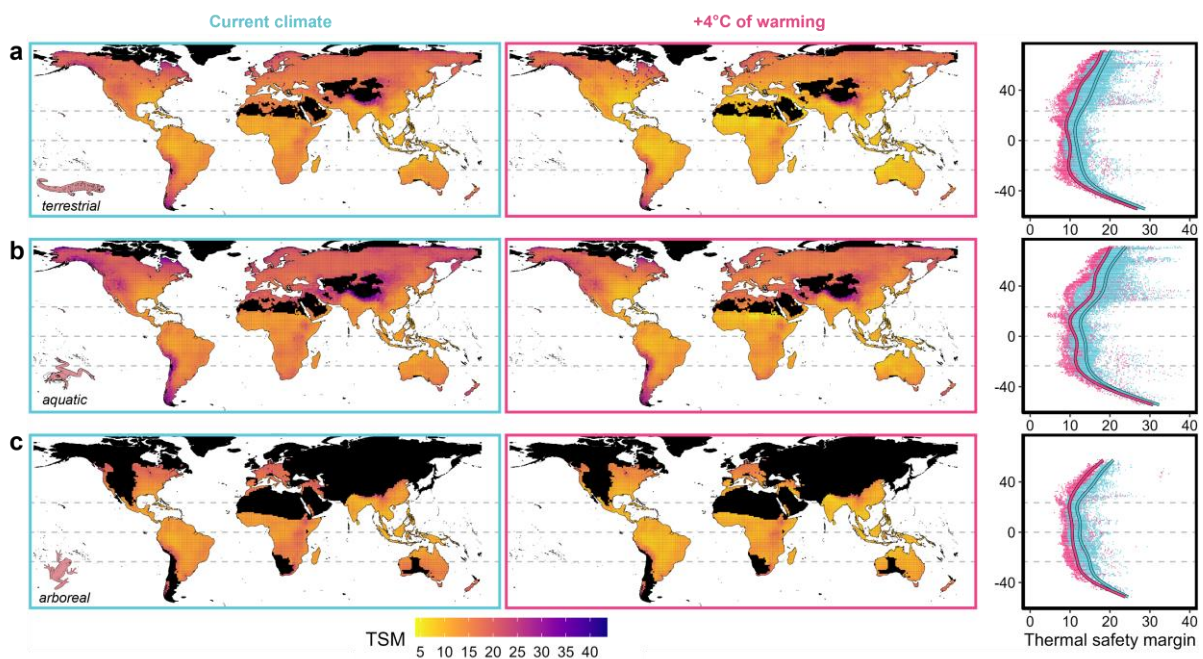 Current climate
+4°C of warming
a
terrestrial
40
0
-40
0 10 20 30 40
b
aquatic
40
0
-40
0 10 20 30 40
c
arboreal
40
0
-40
0 10 20 30 40
TSM
5 10 15 20 25 30 35 40
Thermal safety margin